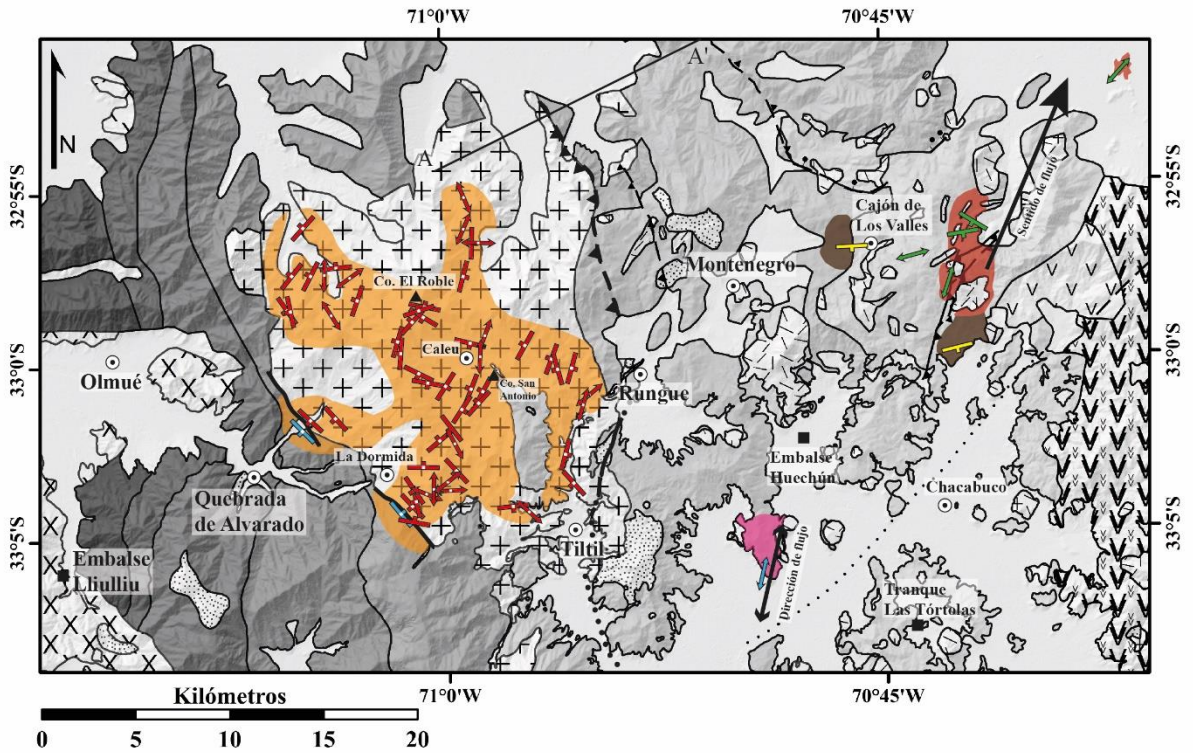 71°0'W
70°45'W
A'
N
A
32°55'S
32°55'S
Cajón de
Los Valles
Sentido de flujo
Montenegro
Co. El Roble
Caleu
33°0'S
33°0'S
Olmué
Co. San
Antonio
Rungue
La Dormida
Embalse
Huechún
Quebrada
de Alvarado
Chacabuco
33°5'S
33°5'S
Tiltil
Embalse
Lliulliu
Dirección de flujo
Tranque
Las Tórtolas
Kilómetros
71°0'W
70°45'W
0 5 10 15 20